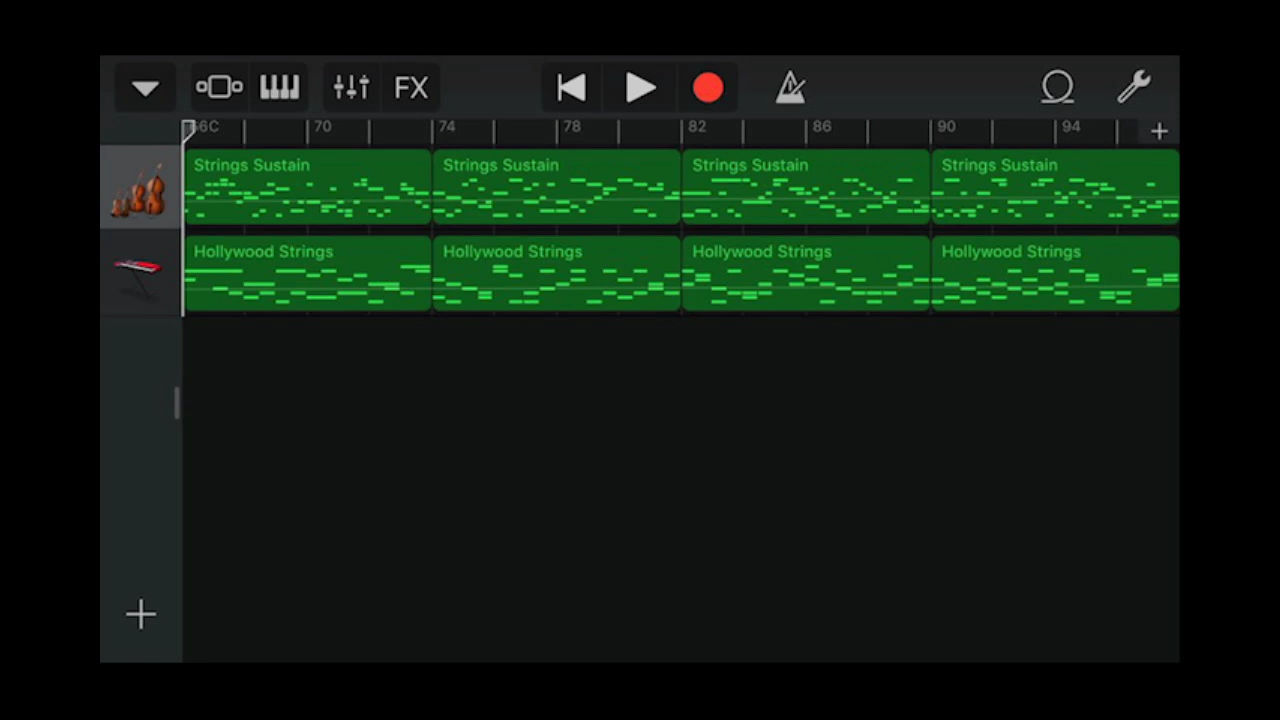 FX
66C 70 74 78 82 86 90 94
Strings Sustain Strings Sustain Strings Sustain Strings Sustain
Hollywood Strings Hollywood Strings Hollywood Strings Hollywood Strings